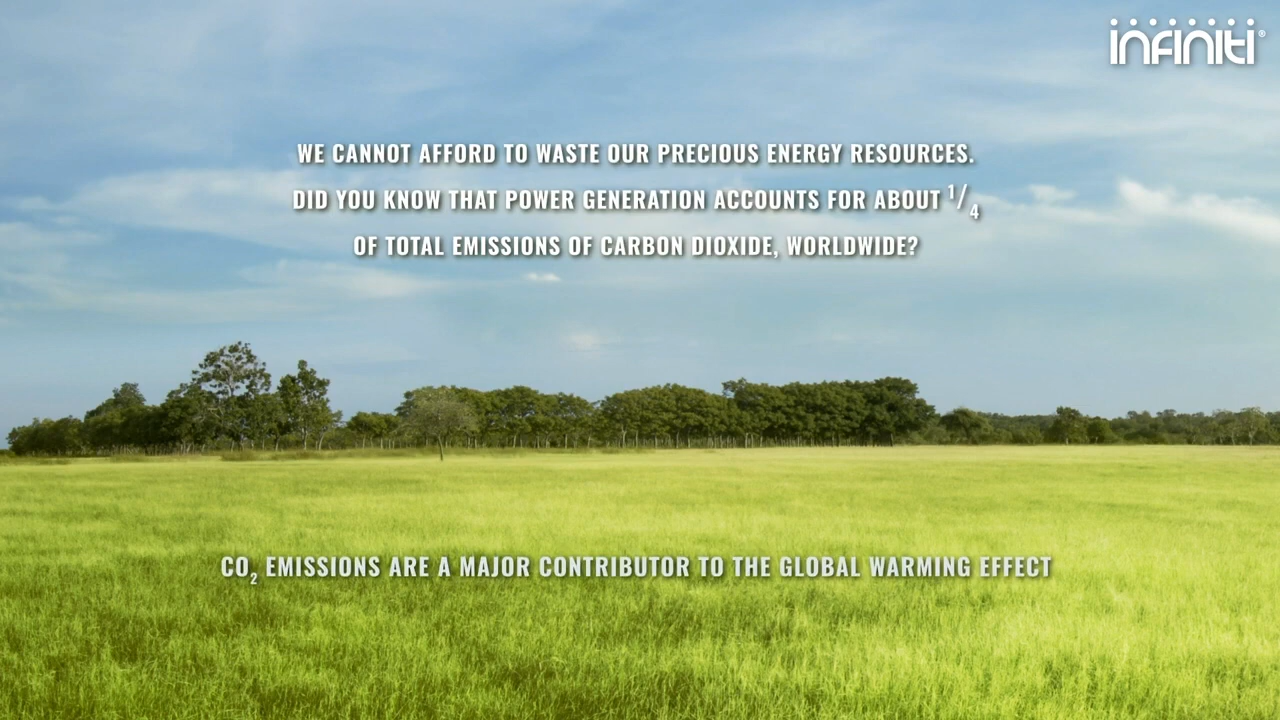 infiniti®
WE CANNOT AFFORD TO WASTE OUR PRECIOUS ENERGY RESOURCES.
DID YOU KNOW THAT POWER GENERATION ACCOUNTS FOR ABOUT 1/4
OF TOTAL EMISSIONS OF CARBON DIOXIDE, WORLDWIDE?
CO₂ EMISSIONS ARE A MAJOR CONTRIBUTOR TO THE GLOBAL WARMING EFFECT